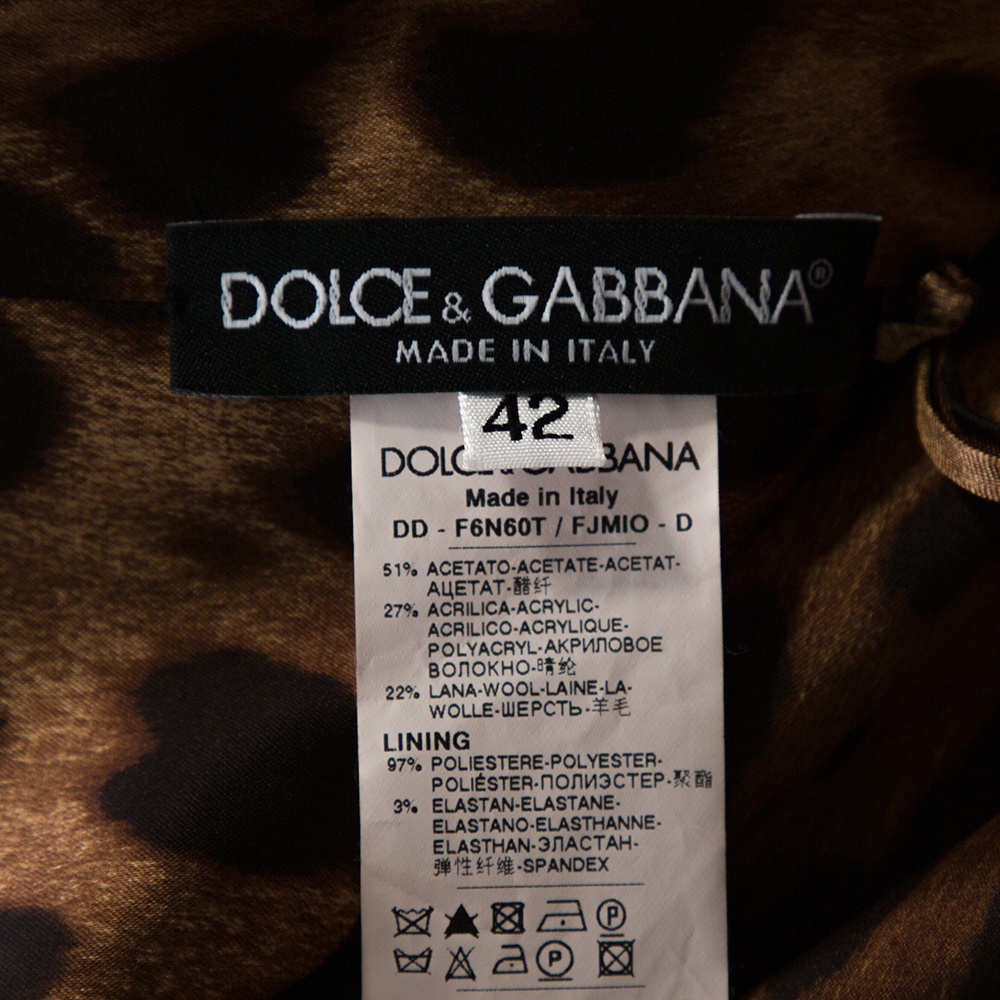 DOLCE & GABBANA®
MADE IN ITALY
42
DOLCE & GABBANA
Made in Italy
DD - F6N60T / FJMIO - D
51% ACETATO-ACETATE-ACETAT-
АЦЕТАТ-醋纤
27% ACRILICA-ACRYLIC-
ACRILICO-ACRYLIQUE-
POLYACRYL-АКРИЛОВОЕ
ВОЛОКНО-晴纶
22% LANA-WOOL-LAINE-LA-
WOLLE-ШЕРСТЬ-羊毛
LINING
97% POLIESTERE-POLYESTER-
POLIÉSTER-ПОЛИЭСТЕР-聚酯
3% ELASTAN-ELASTANE-
ELASTANO-ELASTHANNE-
ELASTHAN-ЭЛАСТАН-
弹性纤维-SPANDEX
P
P